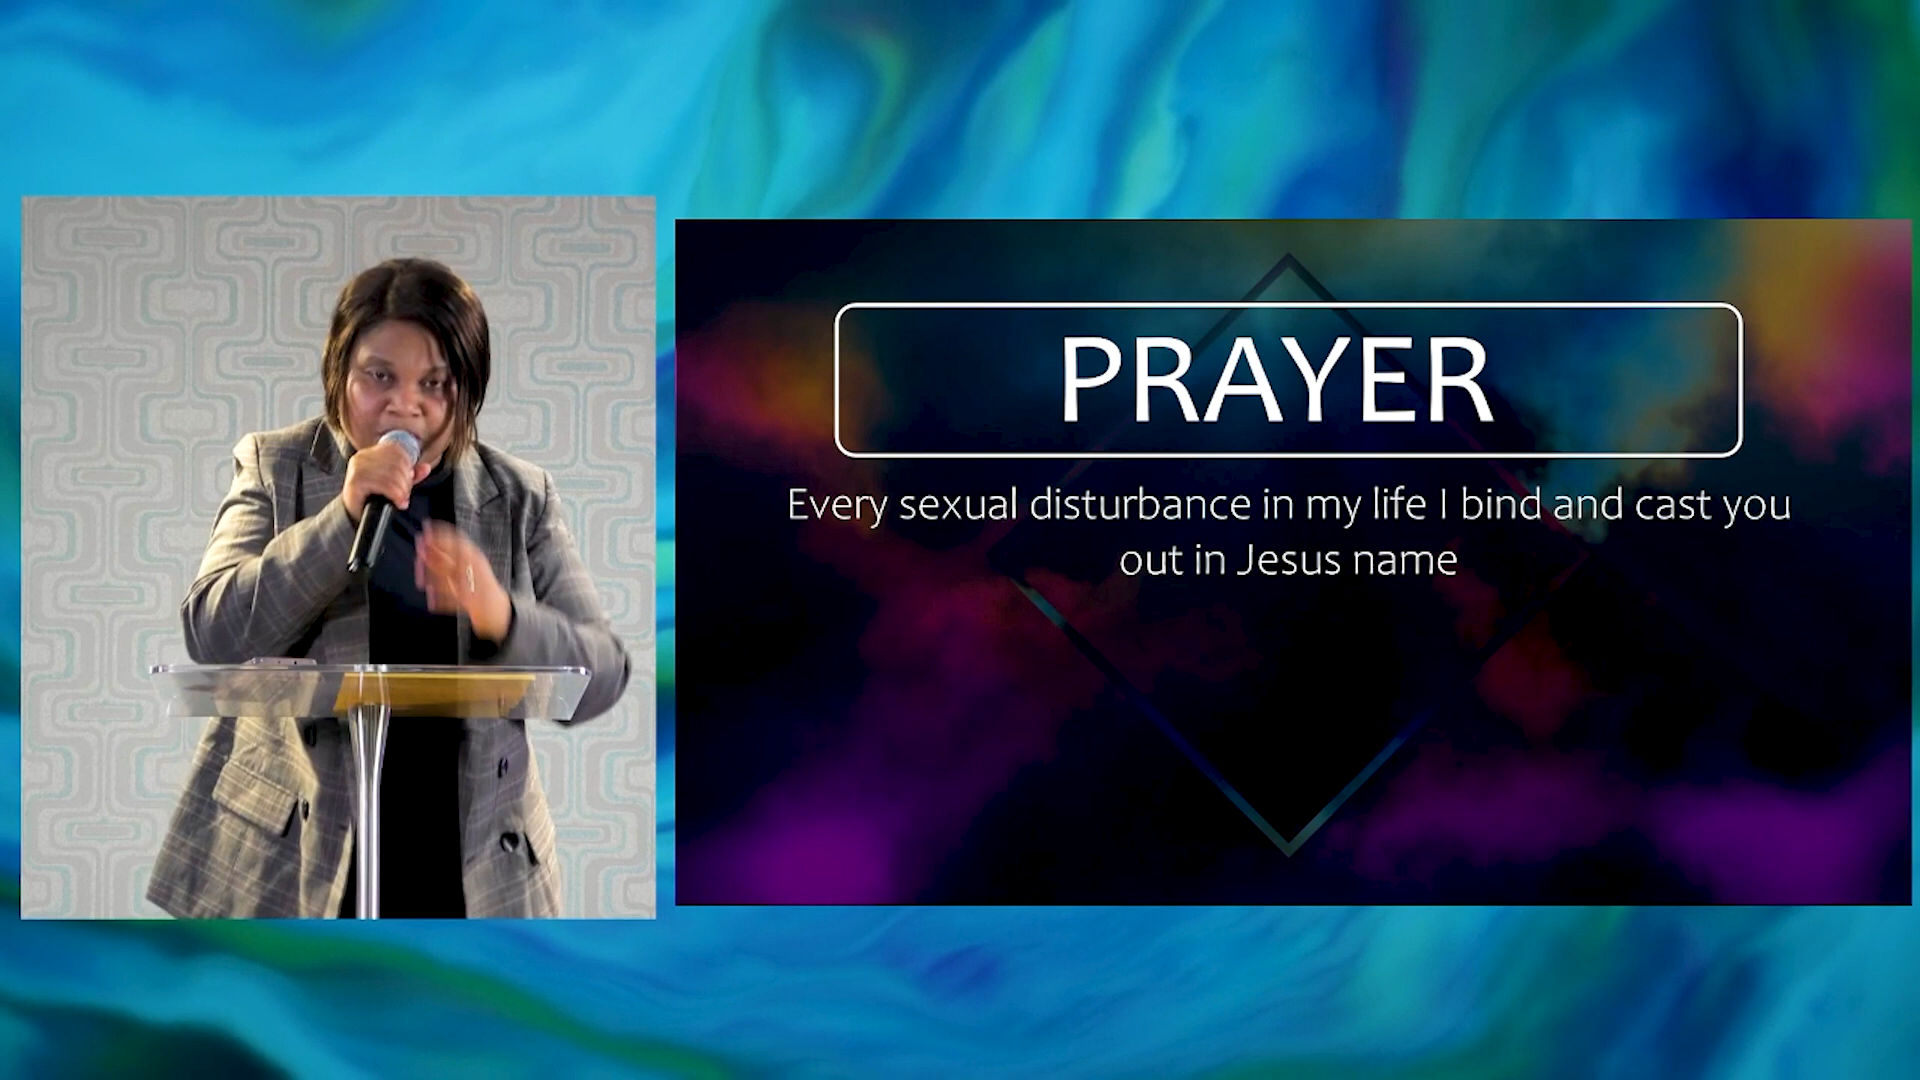 PRAYER
Every sexual disturbance in my life I bind and cast you
out in Jesus name